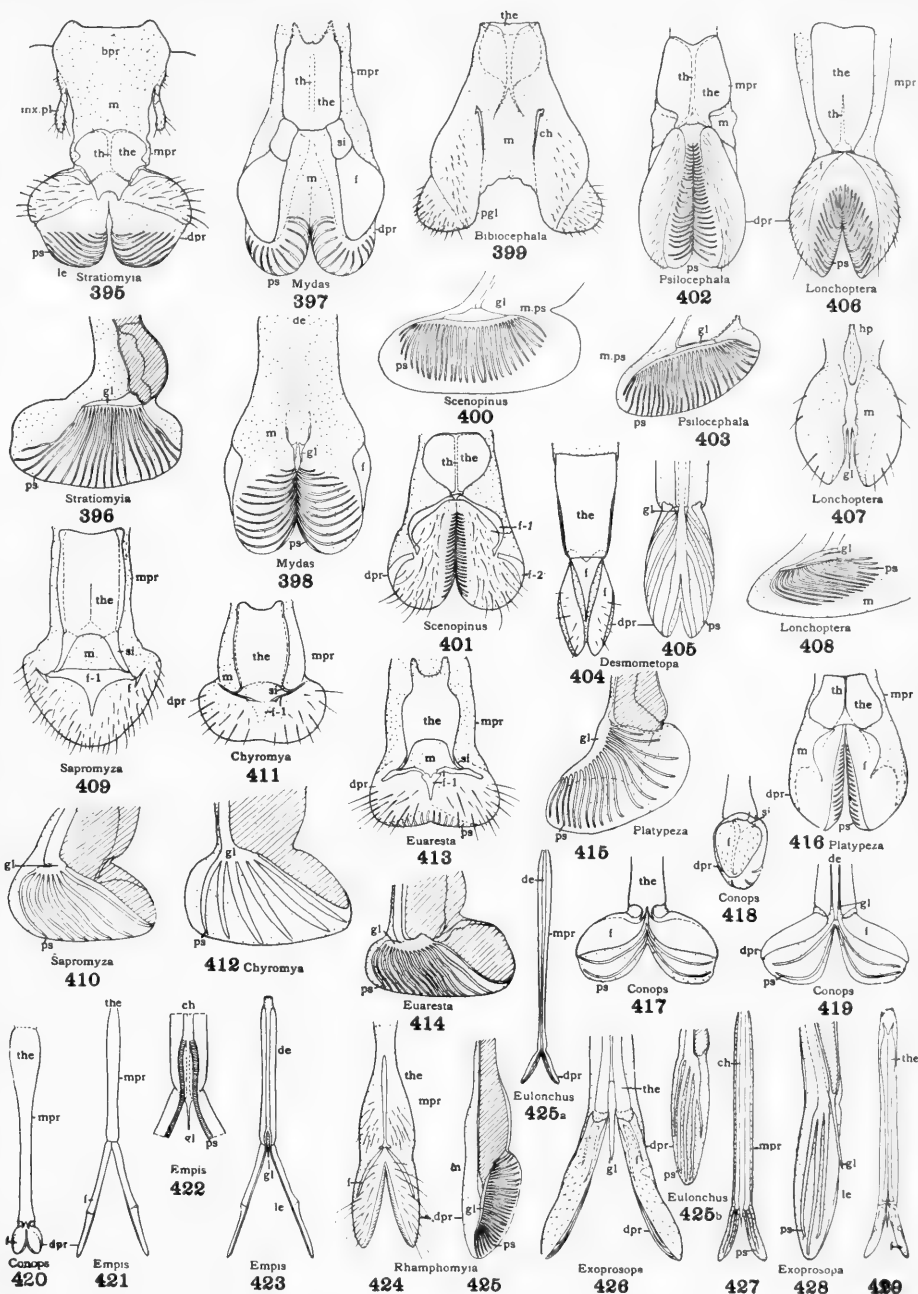 bpr
m
mx.pl
th the
mpr
dpr
ps
le
Stratiomyia
395
mpr
th
the
si
m
f
dpr
ps
Mydas
397
the
m
ch
pgl
Bibiocephala
399
th
the
mpr
m
dpr
ps
Psilocephala
402
the
mpr
th
dpr
ps
Lonchoptera
406
gl
ps
Stratiomyia
396
de
m
gl
f
ps
Mydas
398
gl
m.ps
ps
Scenopinus
400
th the
f-1
dpr
f-2
Scenopinus
401
gl
m.ps
ps
Psilocephala
403
hp
m
gl
Lonchoptera
407
the
f
f
dpr
404
gl
dpr
ps
405
Desmometopa
gl
ps
m
Lonchoptera
408
mpr
the
m
si
f-1
f
Sapromyza
409
the
mpr
m
si
dpr
f
f-1
Chyromya
411
the
mpr
m
si
f
dpr
f-1
ps
Euaresta
413
gl
ps
Platypeza
415
th the
m
f
dpr
ps
416 Platypeza
gl
ps
Sapromyza
410
gl
ps
412 Chyromya
gl
ps
Euaresta
414
de
mpr
dpr
Eulonchus
425a
the
f
ps
Conops
417
si
f
dpr
Conops
418
de
gl
f
dpr
ps
Conops
419
the
mpr
f
dpr
Conops
420
the
mpr
f
Empis
421
ch
gl
ps
Empis
422
de
gl
le
Empis
423
the
mpr
f
dpr
424
Rhamphomyia
m
gl
ps
425
the
gl
dpr
Exoprosope
426
dpr
ps
Eulonchus
425b
ch
mpr
ps
427
gl
le
ps
428
Exoprosopa
the
f